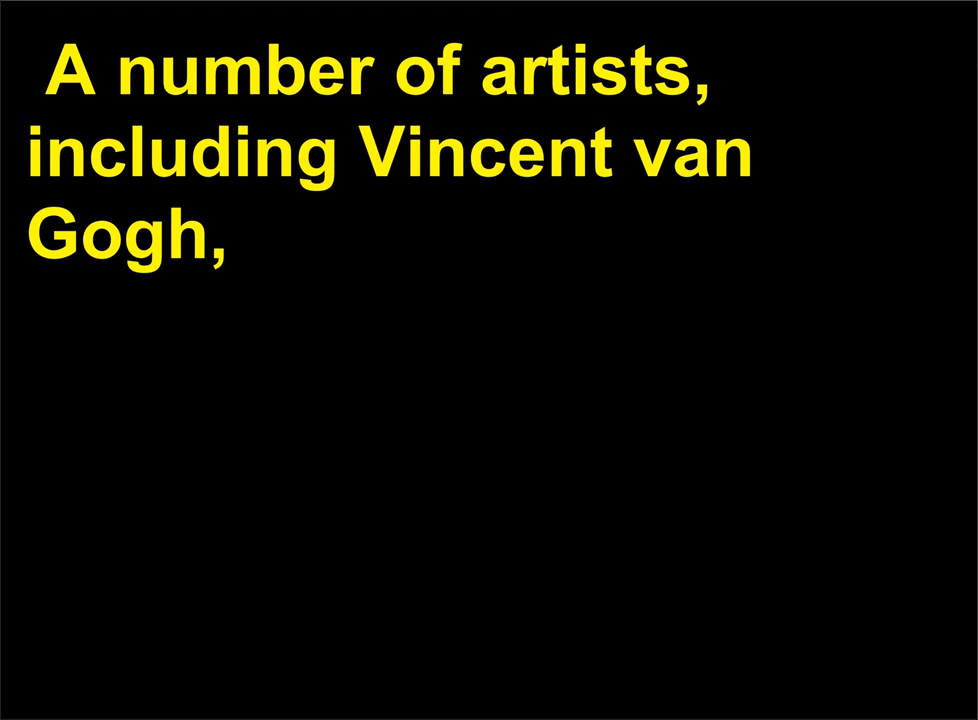 A number of artists,
including Vincent van
Gogh,